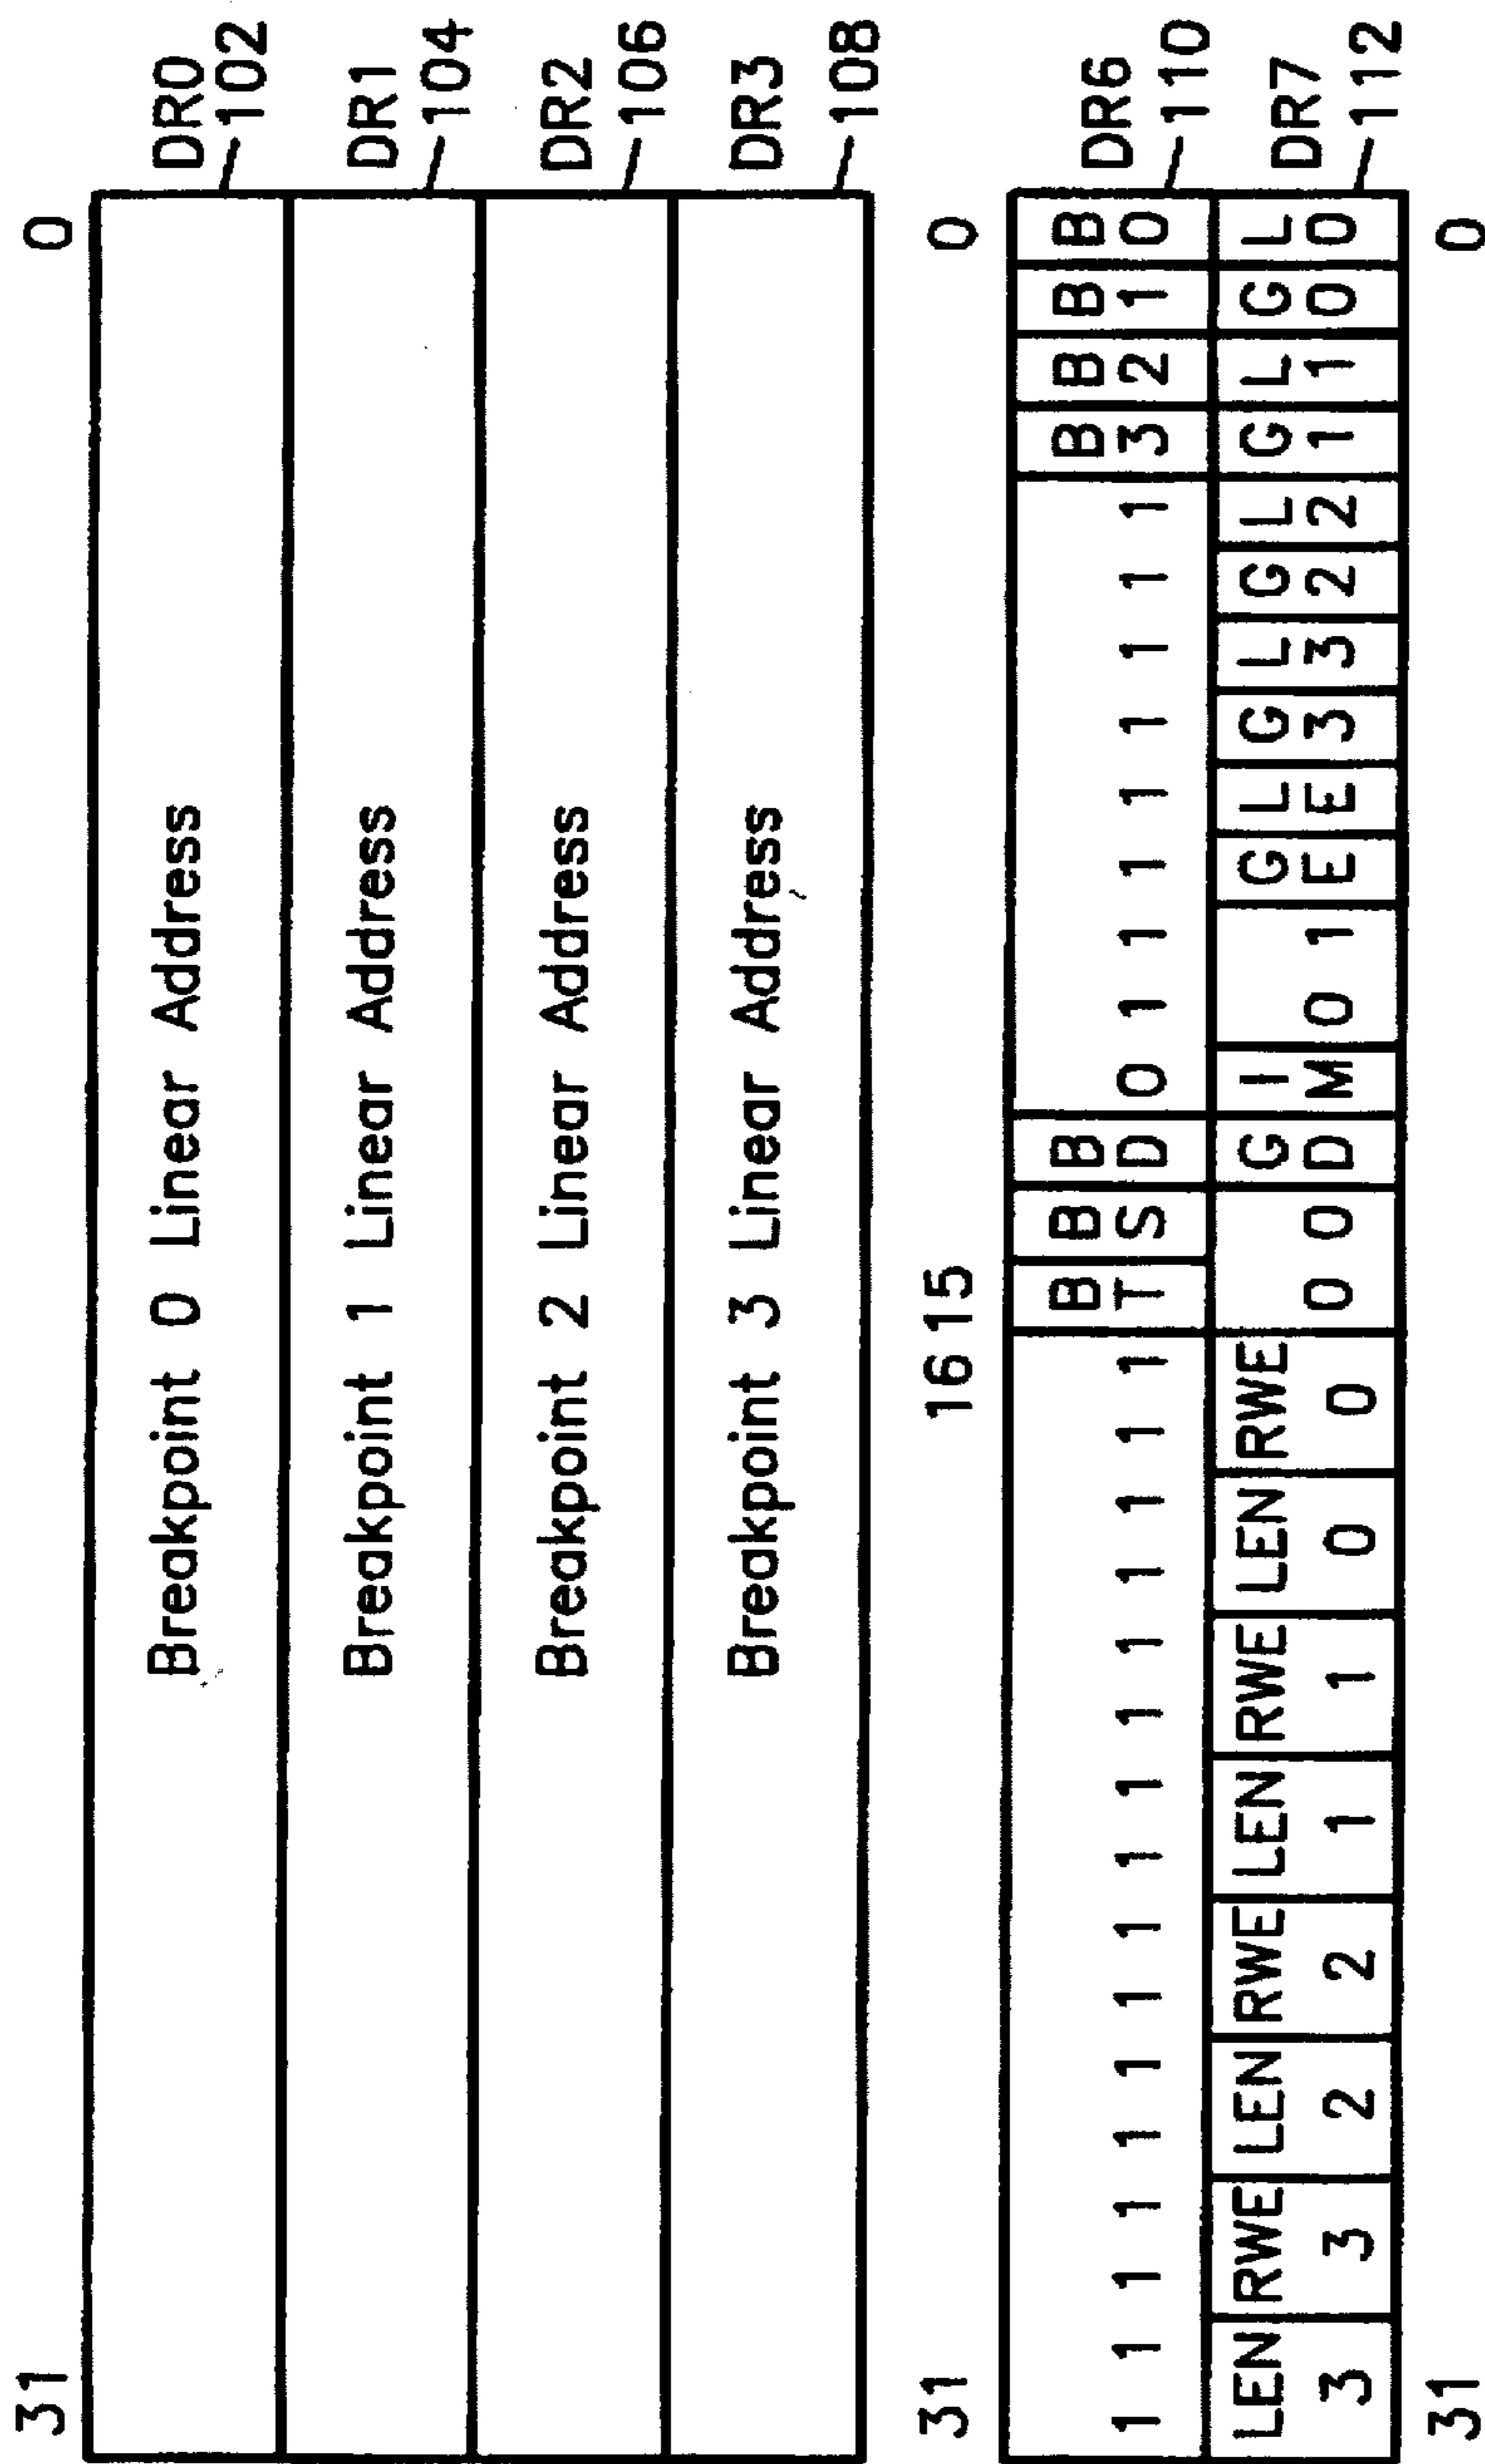 31 0
Breakpoint 0 Linear Address DR0
102
Breakpoint 1 Linear Address DR1
104
Breakpoint 2 Linear Address DR2
106
Breakpoint 3 Linear Address DR3
108
31 16 15 0
B B B B B B B DR6
1 1 1 1 1 1 1 1 1 1 1 1 1 1 1 1 T S D 0 1 1 1 1 1 1 1 1 3 2 1 0 110
LEN RWE LEN RWE LEN RWE LEN RWE G I G L G L G L G L G L DR7
3 3 2 2 1 1 0 0 0 0 D M 0 1 E E 3 3 2 2 1 1 0 0 112
31 0